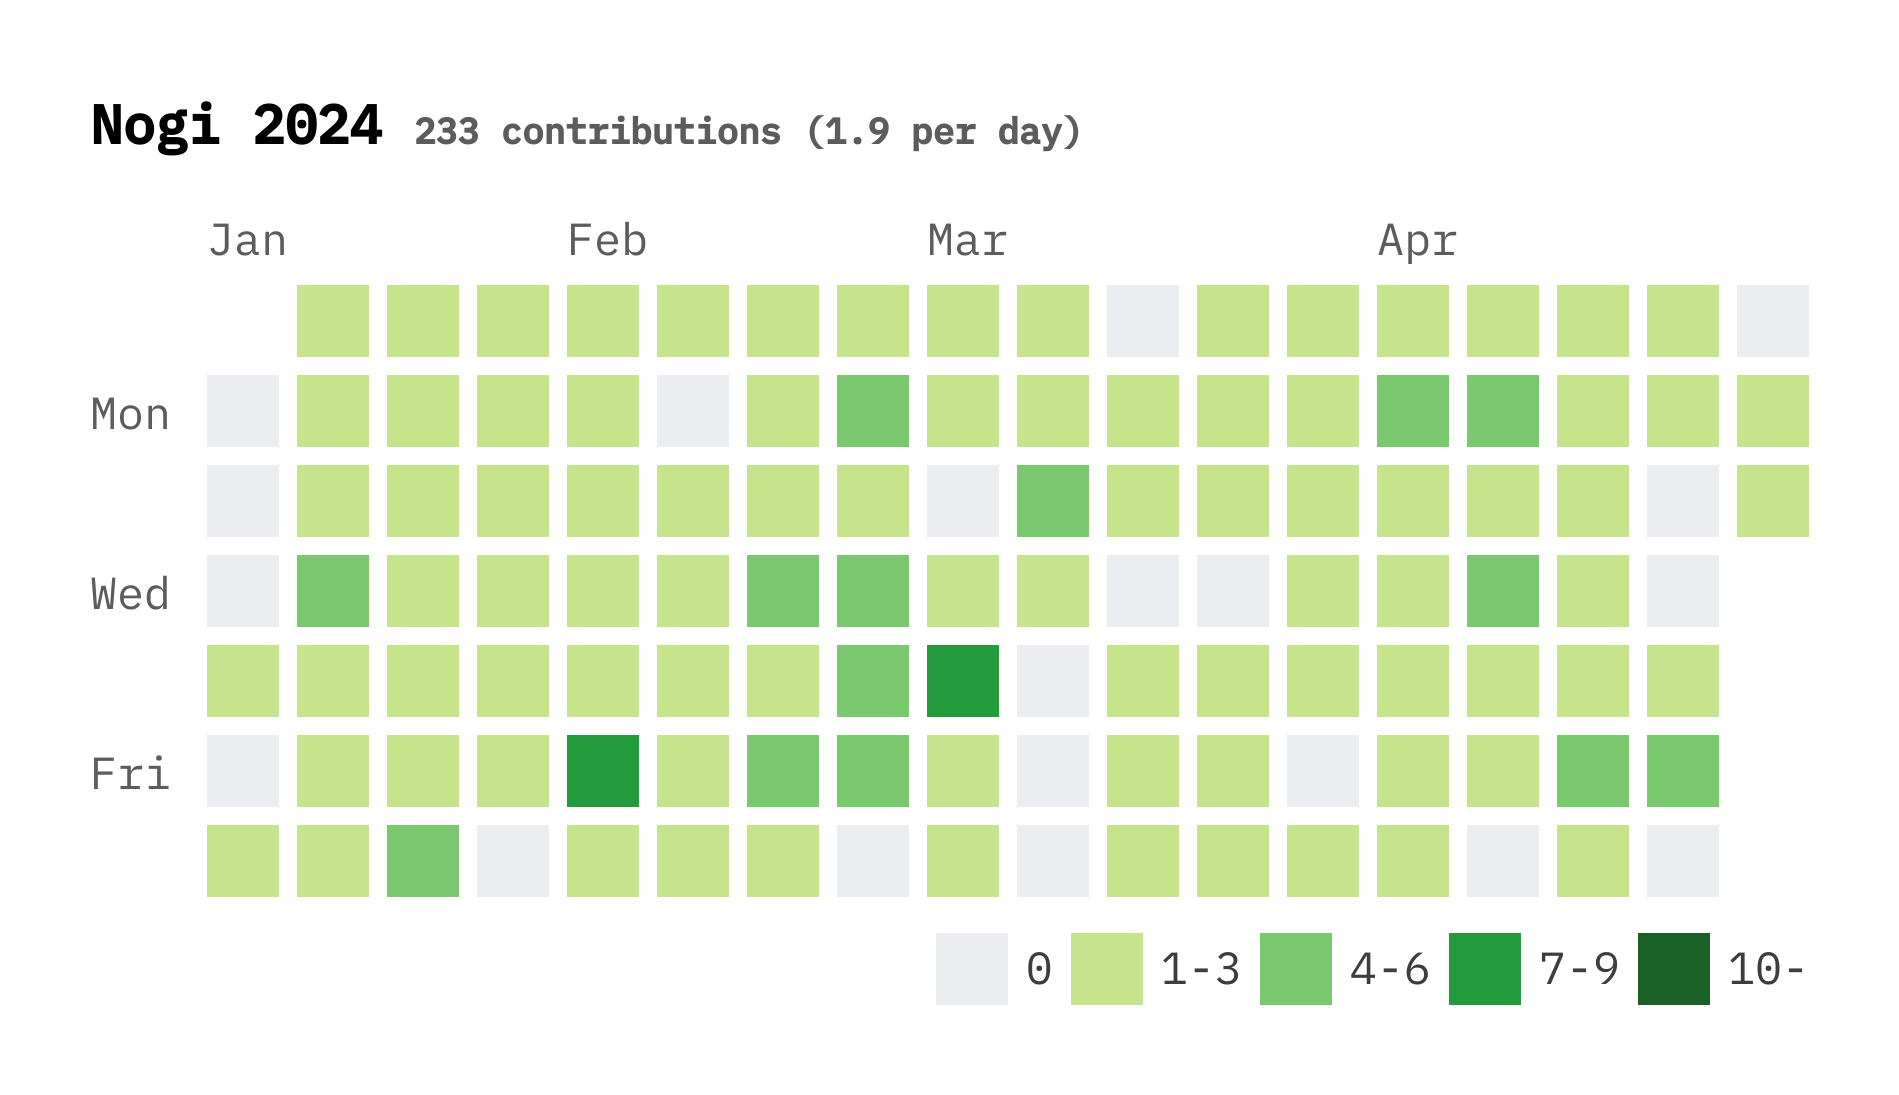 Nogi 2024 233 contributions (1.9 per day)
Jan Feb Mar Apr
Mon
Wed
Fri
0 1-3 4-6 7-9 10-